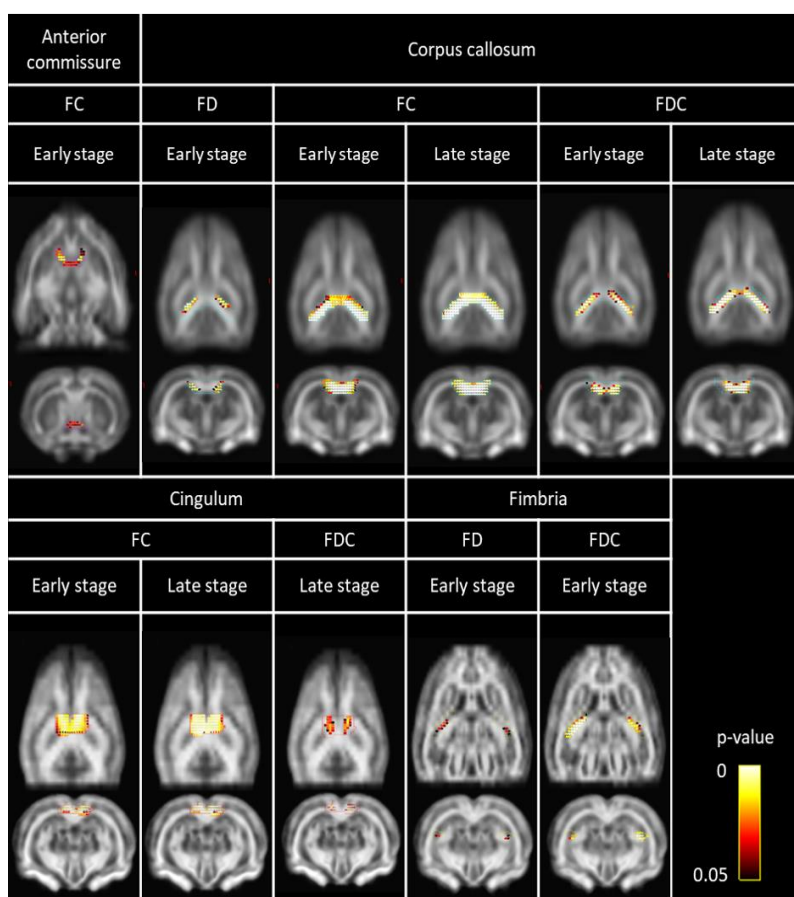 Anterior
commissure
Corpus callosum
FC
FD
FC
FDC
Early stage
Early stage
Early stage
Late stage
Early stage
Late stage
Cingulum
Fimbria
FC
FDC
FD
FDC
Early stage
Late stage
Late stage
Early stage
Early stage
p-value
0
0.05